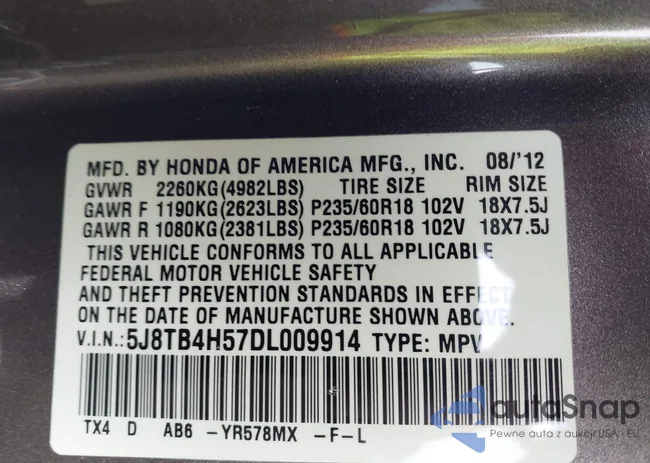 MFD. BY HONDA OF AMERICA MFG., INC. 08/'12
GVWR 2260KG(4982LBS) TIRE SIZE RIM SIZE
GAWR F 1190KG(2623LBS) P235/60R18 102V 18X7.5J
GAWR R 1080KG(2381LBS) P235/60R18 102V 18X7.5J
THIS VEHICLE CONFORMS TO ALL APPLICABLE
FEDERAL MOTOR VEHICLE SAFETY
AND THEFT PREVENTION STANDARDS IN EFFECT
ON THE DATE OF MANUFACTURE SHOWN ABOVE.
V.I.N.:5J8TB4H57DL009914 TYPE: MPV
TX4 D AB6 -YR578MX -F-L
autoSnap
Pewne auta z aukcji USA i EU